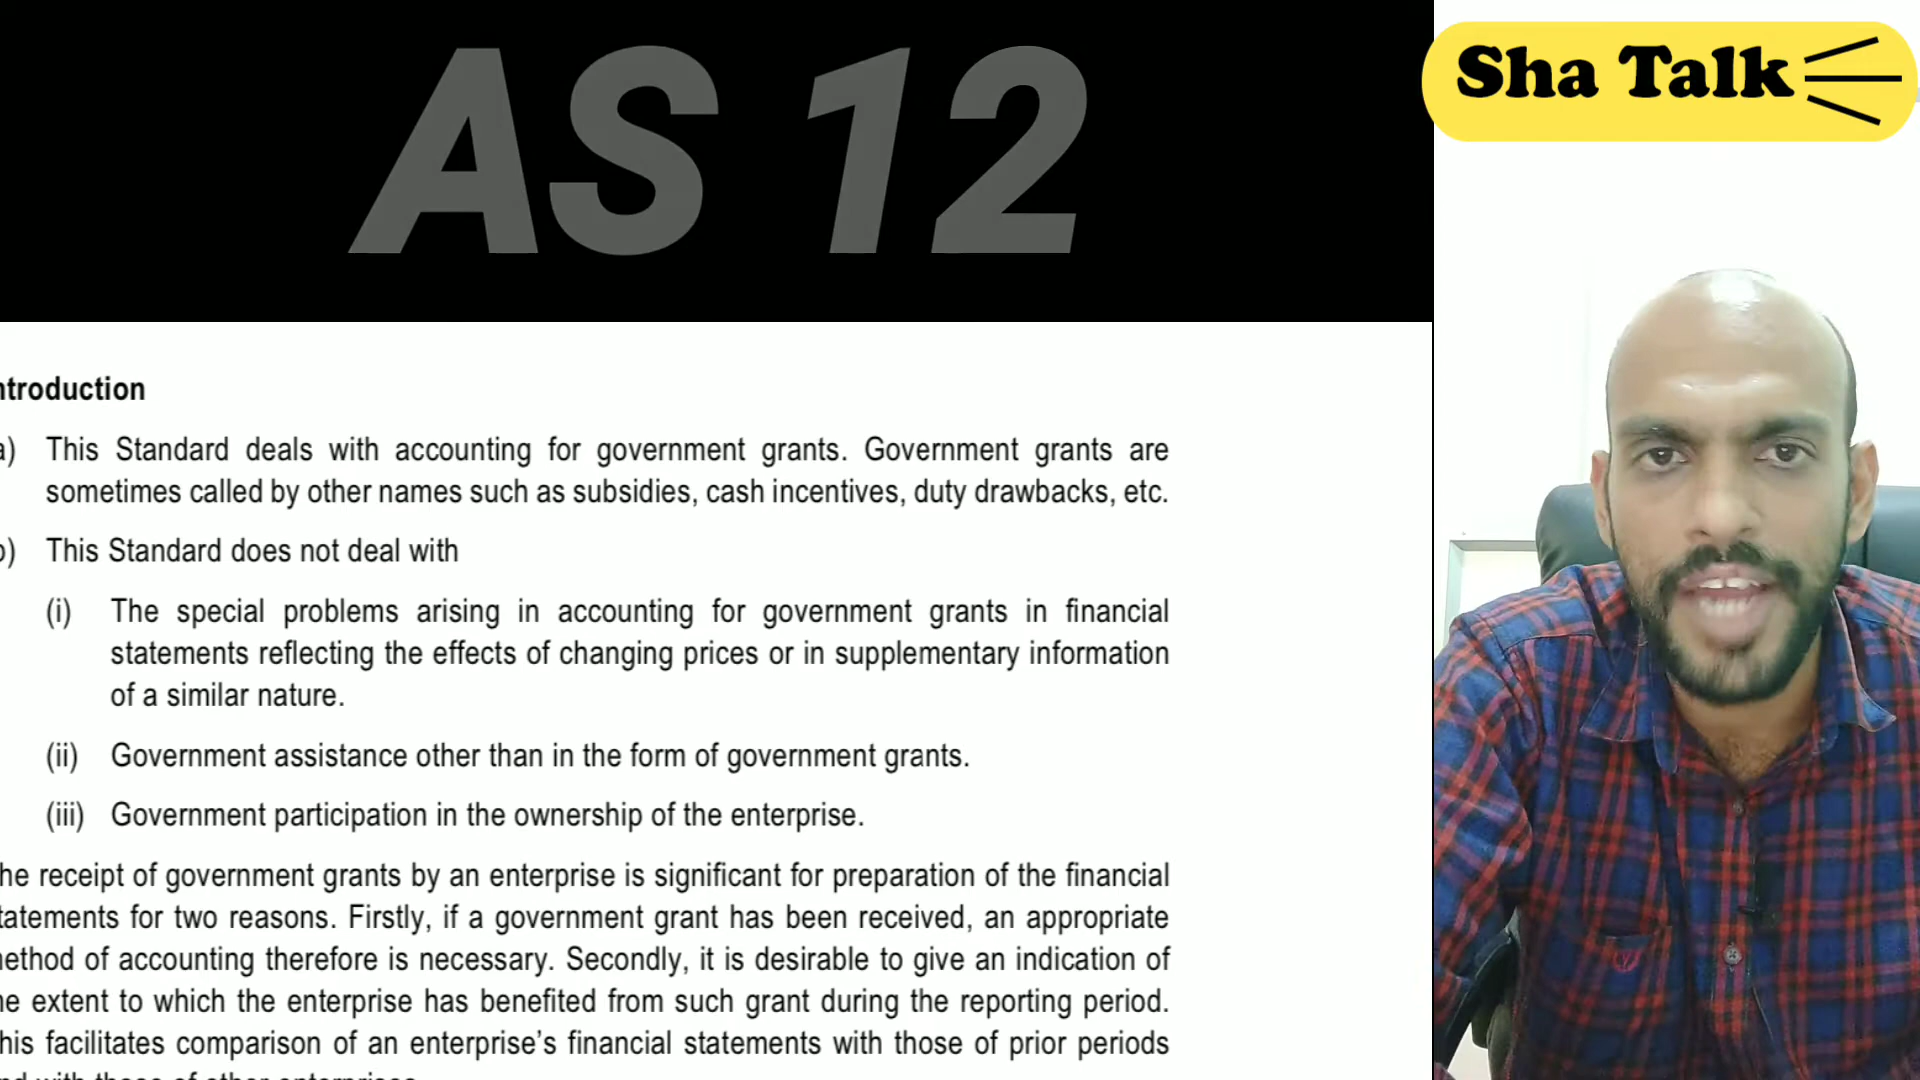 AS 12
Sha Talk
ntroduction
a) This Standard deals with accounting for government grants. Government grants are
sometimes called by other names such as subsidies, cash incentives, duty drawbacks, etc.
b) This Standard does not deal with
(i) The special problems arising in accounting for government grants in financial
statements reflecting the effects of changing prices or in supplementary information
of a similar nature.
(ii) Government assistance other than in the form of government grants.
(iii) Government participation in the ownership of the enterprise.
he receipt of government grants by an enterprise is significant for preparation of the financial
tatements for two reasons. Firstly, if a government grant has been received, an appropriate
ethod of accounting therefore is necessary. Secondly, it is desirable to give an indication of
he extent to which the enterprise has benefited from such grant during the reporting period.
his facilitates comparison of an enterprise's financial statements with those of prior periods
nd with those of other enterprises